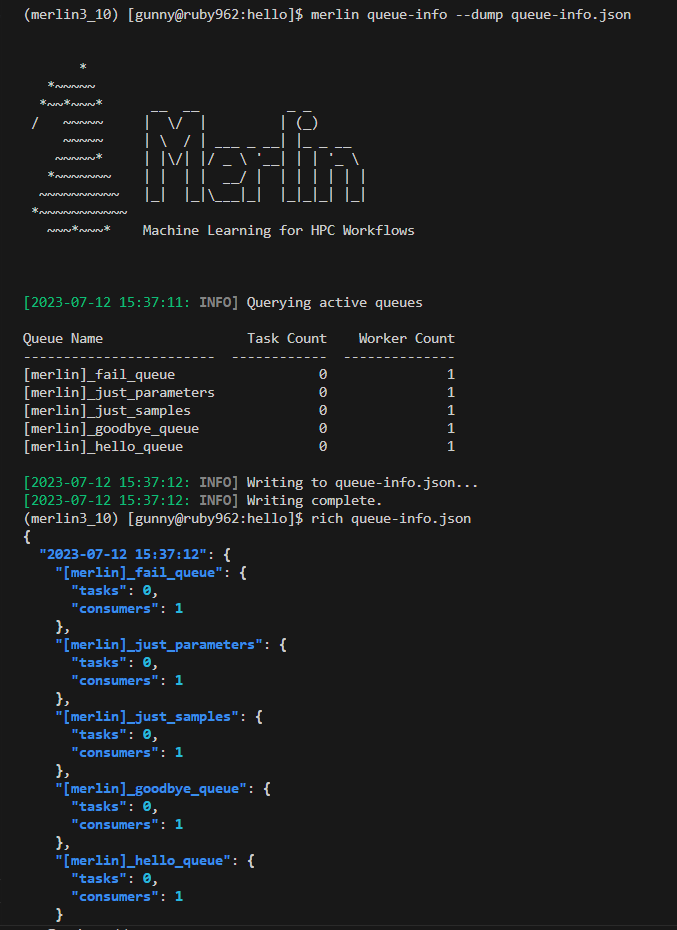 (merlin3_10) [gunny@ruby962:hello]$ merlin queue-info --dump queue-info.json
Merlin
Machine Learning for HPC Workflows
[2023-07-12 15:37:11: INFO] Querying active queues
Queue Name Task Count Worker Count
------------------------ ------------ --------------
[merlin]_fail_queue 0 1
[merlin]_just_parameters 0 1
[merlin]_just_samples 0 1
[merlin]_goodbye_queue 0 1
[merlin]_hello_queue 0 1
[2023-07-12 15:37:12: INFO] Writing to queue-info.json...
[2023-07-12 15:37:12: INFO] Writing complete.
(merlin3_10) [gunny@ruby962:hello]$ rich queue-info.json
{
"2023-07-12 15:37:12": {
"[merlin]_fail_queue": {
"tasks": 0,
"consumers": 1
},
"[merlin]_just_parameters": {
"tasks": 0,
"consumers": 1
},
"[merlin]_just_samples": {
"tasks": 0,
"consumers": 1
},
"[merlin]_goodbye_queue": {
"tasks": 0,
"consumers": 1
},
"[merlin]_hello_queue": {
"tasks": 0,
"consumers": 1
}